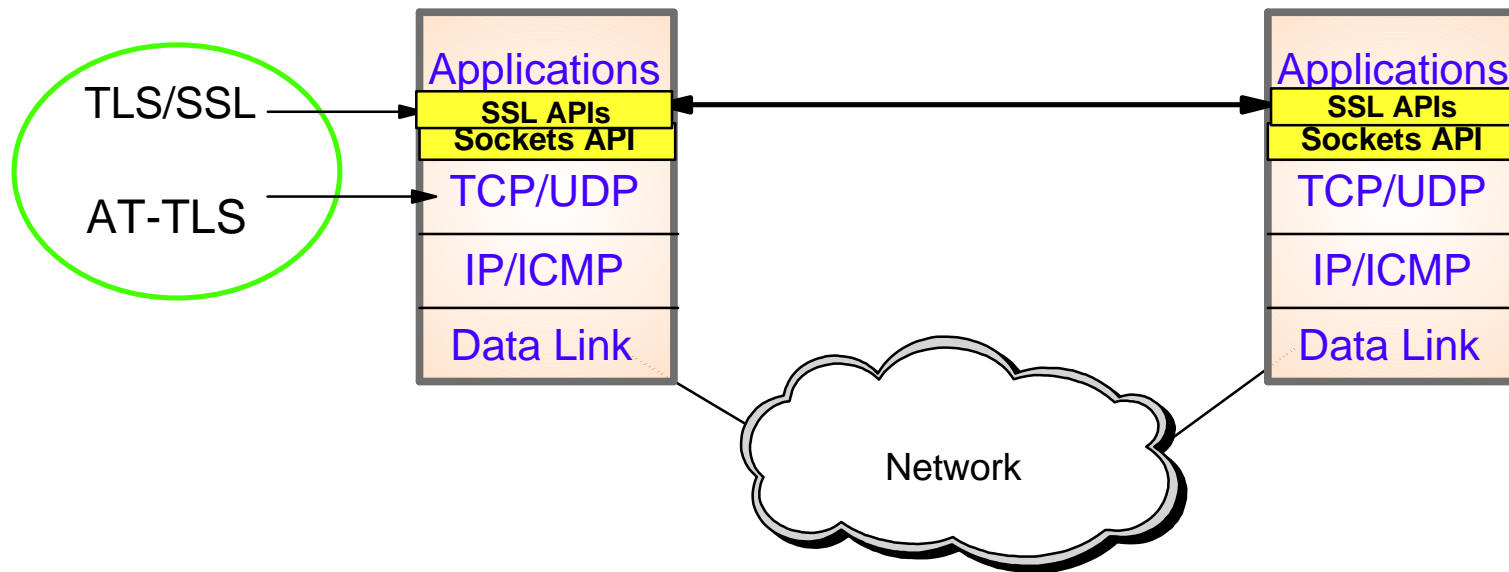 TLS/SSL
AT-TLS
Applications
SSL APIs
Sockets API
TCP/UDP
IP/ICMP
Data Link
Network
Applications
SSL APIs
Sockets API
TCP/UDP
IP/ICMP
Data Link